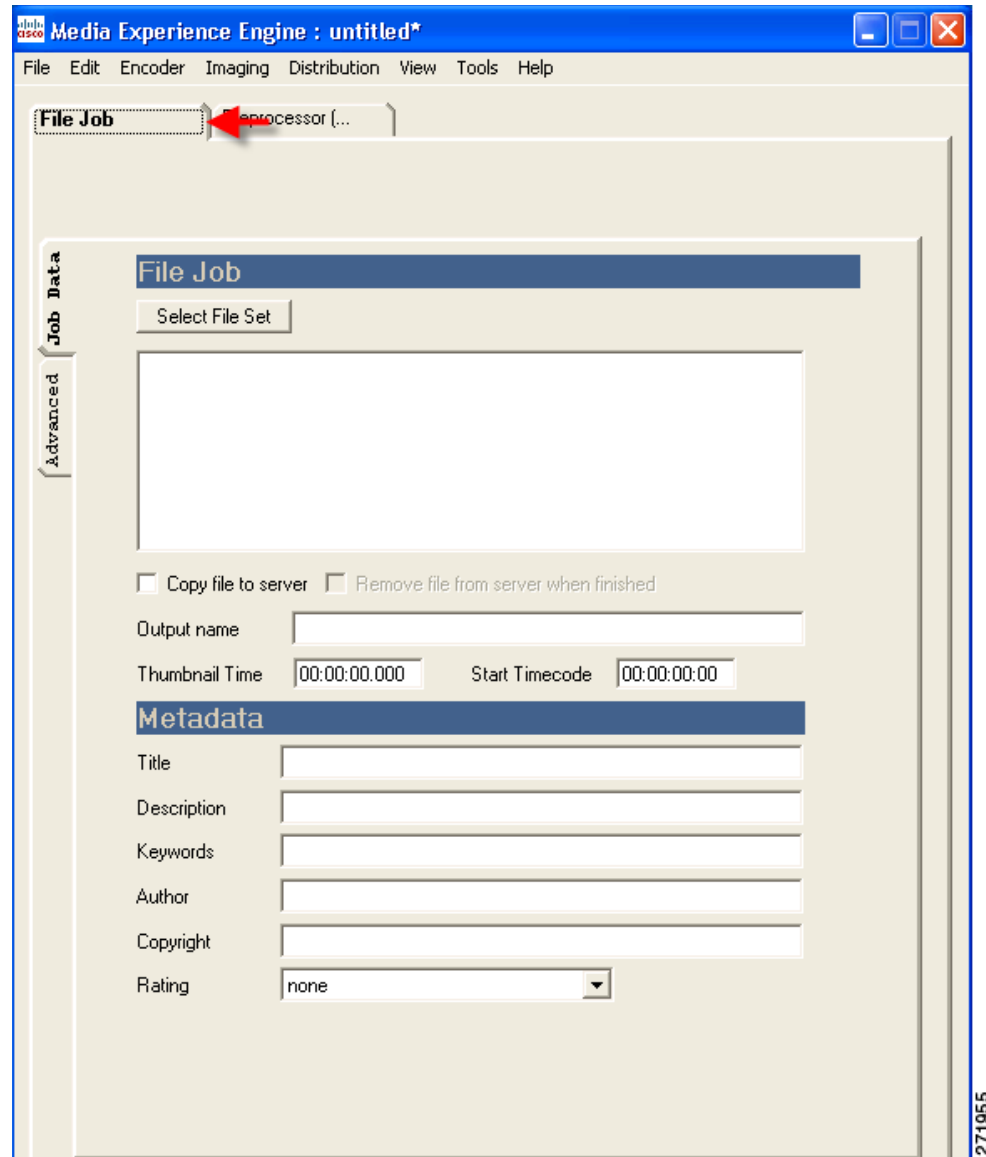 cisco Media Experience Engine : untitled*
File Edit Encoder Imaging Distribution View Tools Help
File Job
processor (...
Job Data
Advanced
File Job
Select File Set
Copy file to server Remove file from server when finished
Output name
Thumbnail Time 00:00:00.000 Start Timecode 00:00:00:00
Metadata
Title
Description
Keywords
Author
Copyright
Rating none
271955